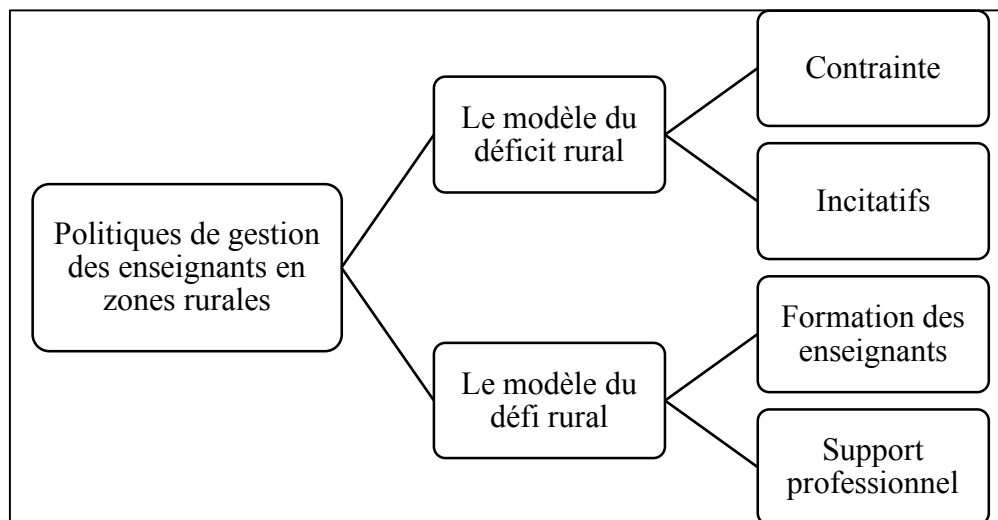 Politiques de gestion
des enseignants en
zones rurales
Le modèle du
déficit rural
Contrainte
Incitatifs
Le modèle du
défi rural
Formation des
enseignants
Support
professionnel